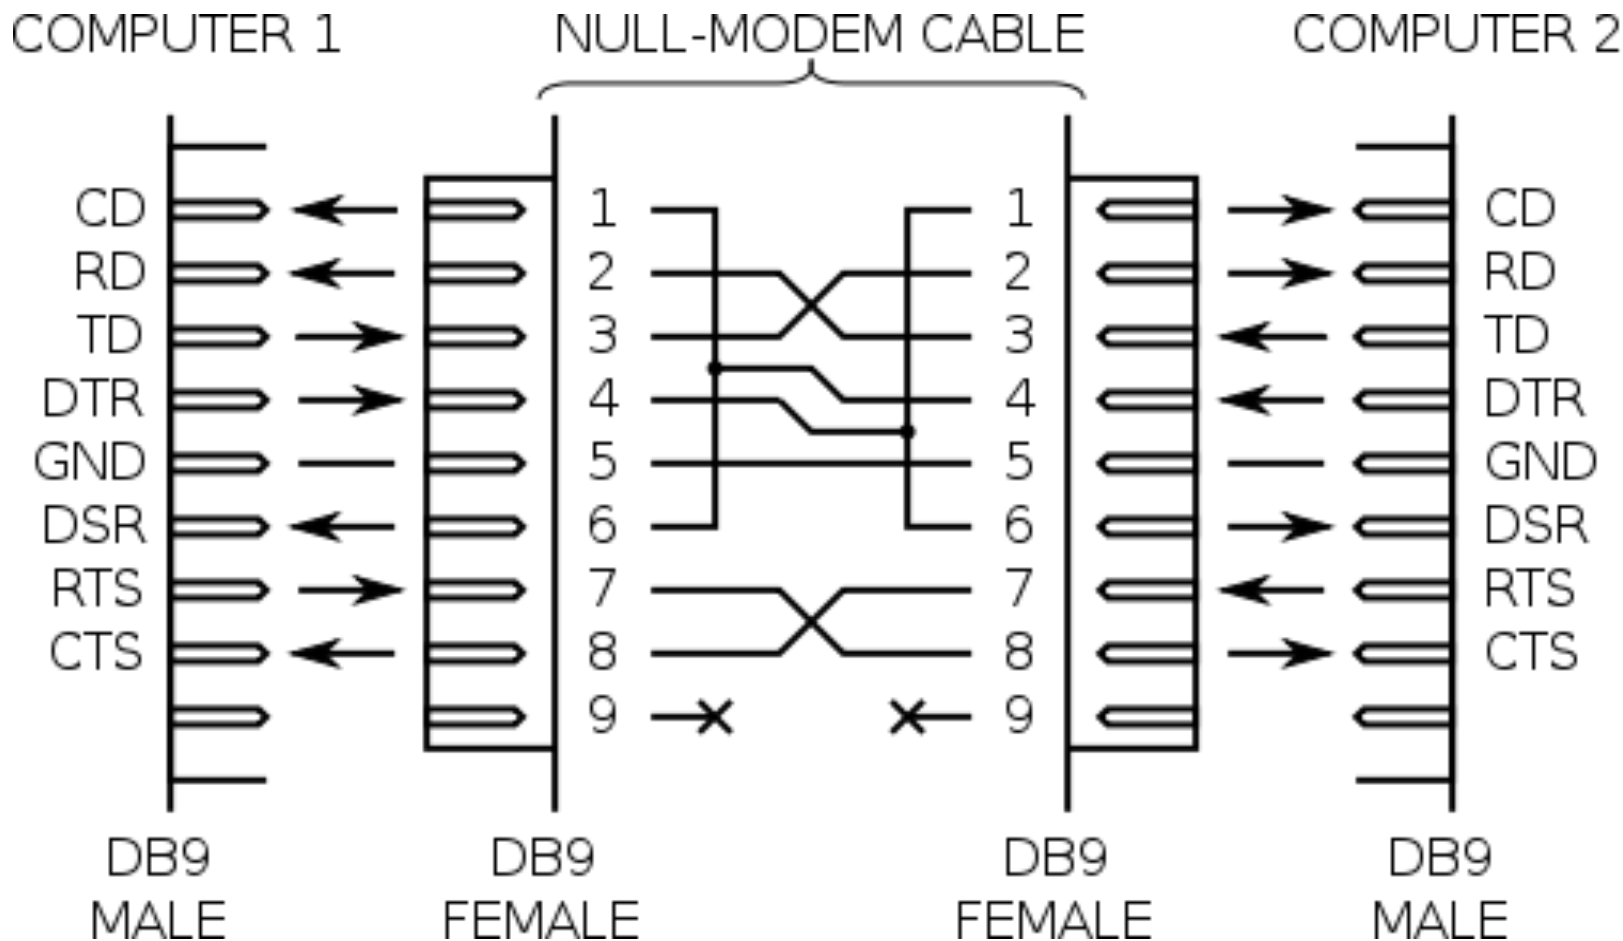 COMPUTER 1 NULL-MODEM CABLE COMPUTER 2
CD 1 1 CD
RD 2 2 RD
TD 3 3 TD
DTR 4 4 DTR
GND 5 5 GND
DSR 6 6 DSR
RTS 7 7 RTS
CTS 8 8 CTS
9 9
DB9 DB9 DB9 DB9
MALE FEMALE FEMALE MALE